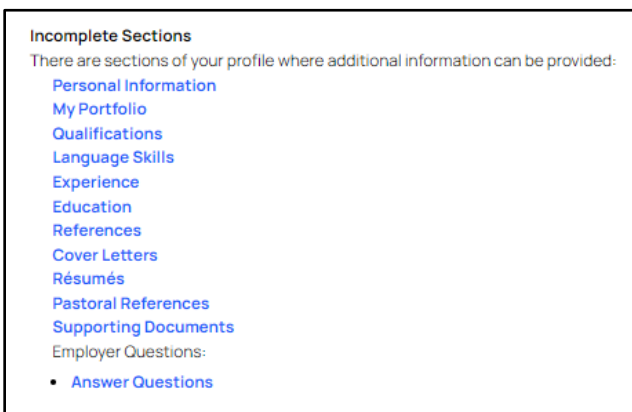 Incomplete Sections
There are sections of your profile where additional information can be provided:
Personal Information
My Portfolio
Qualifications
Language Skills
Experience
Education
References
Cover Letters
Résumés
Pastoral References
Supporting Documents
Employer Questions:
• Answer Questions